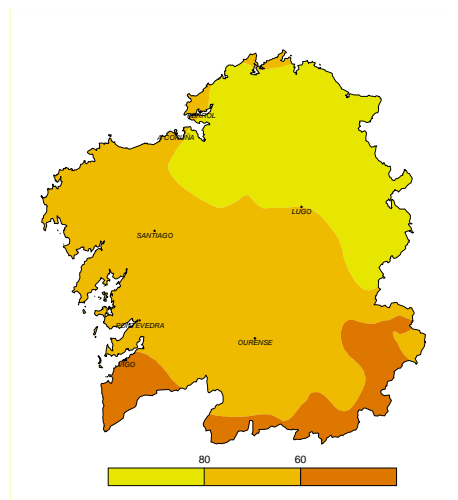 FERROL
A CORUÑA
LUGO
SANTIAGO
PONTEVEDRA
OURENSE
VIGO
80 60